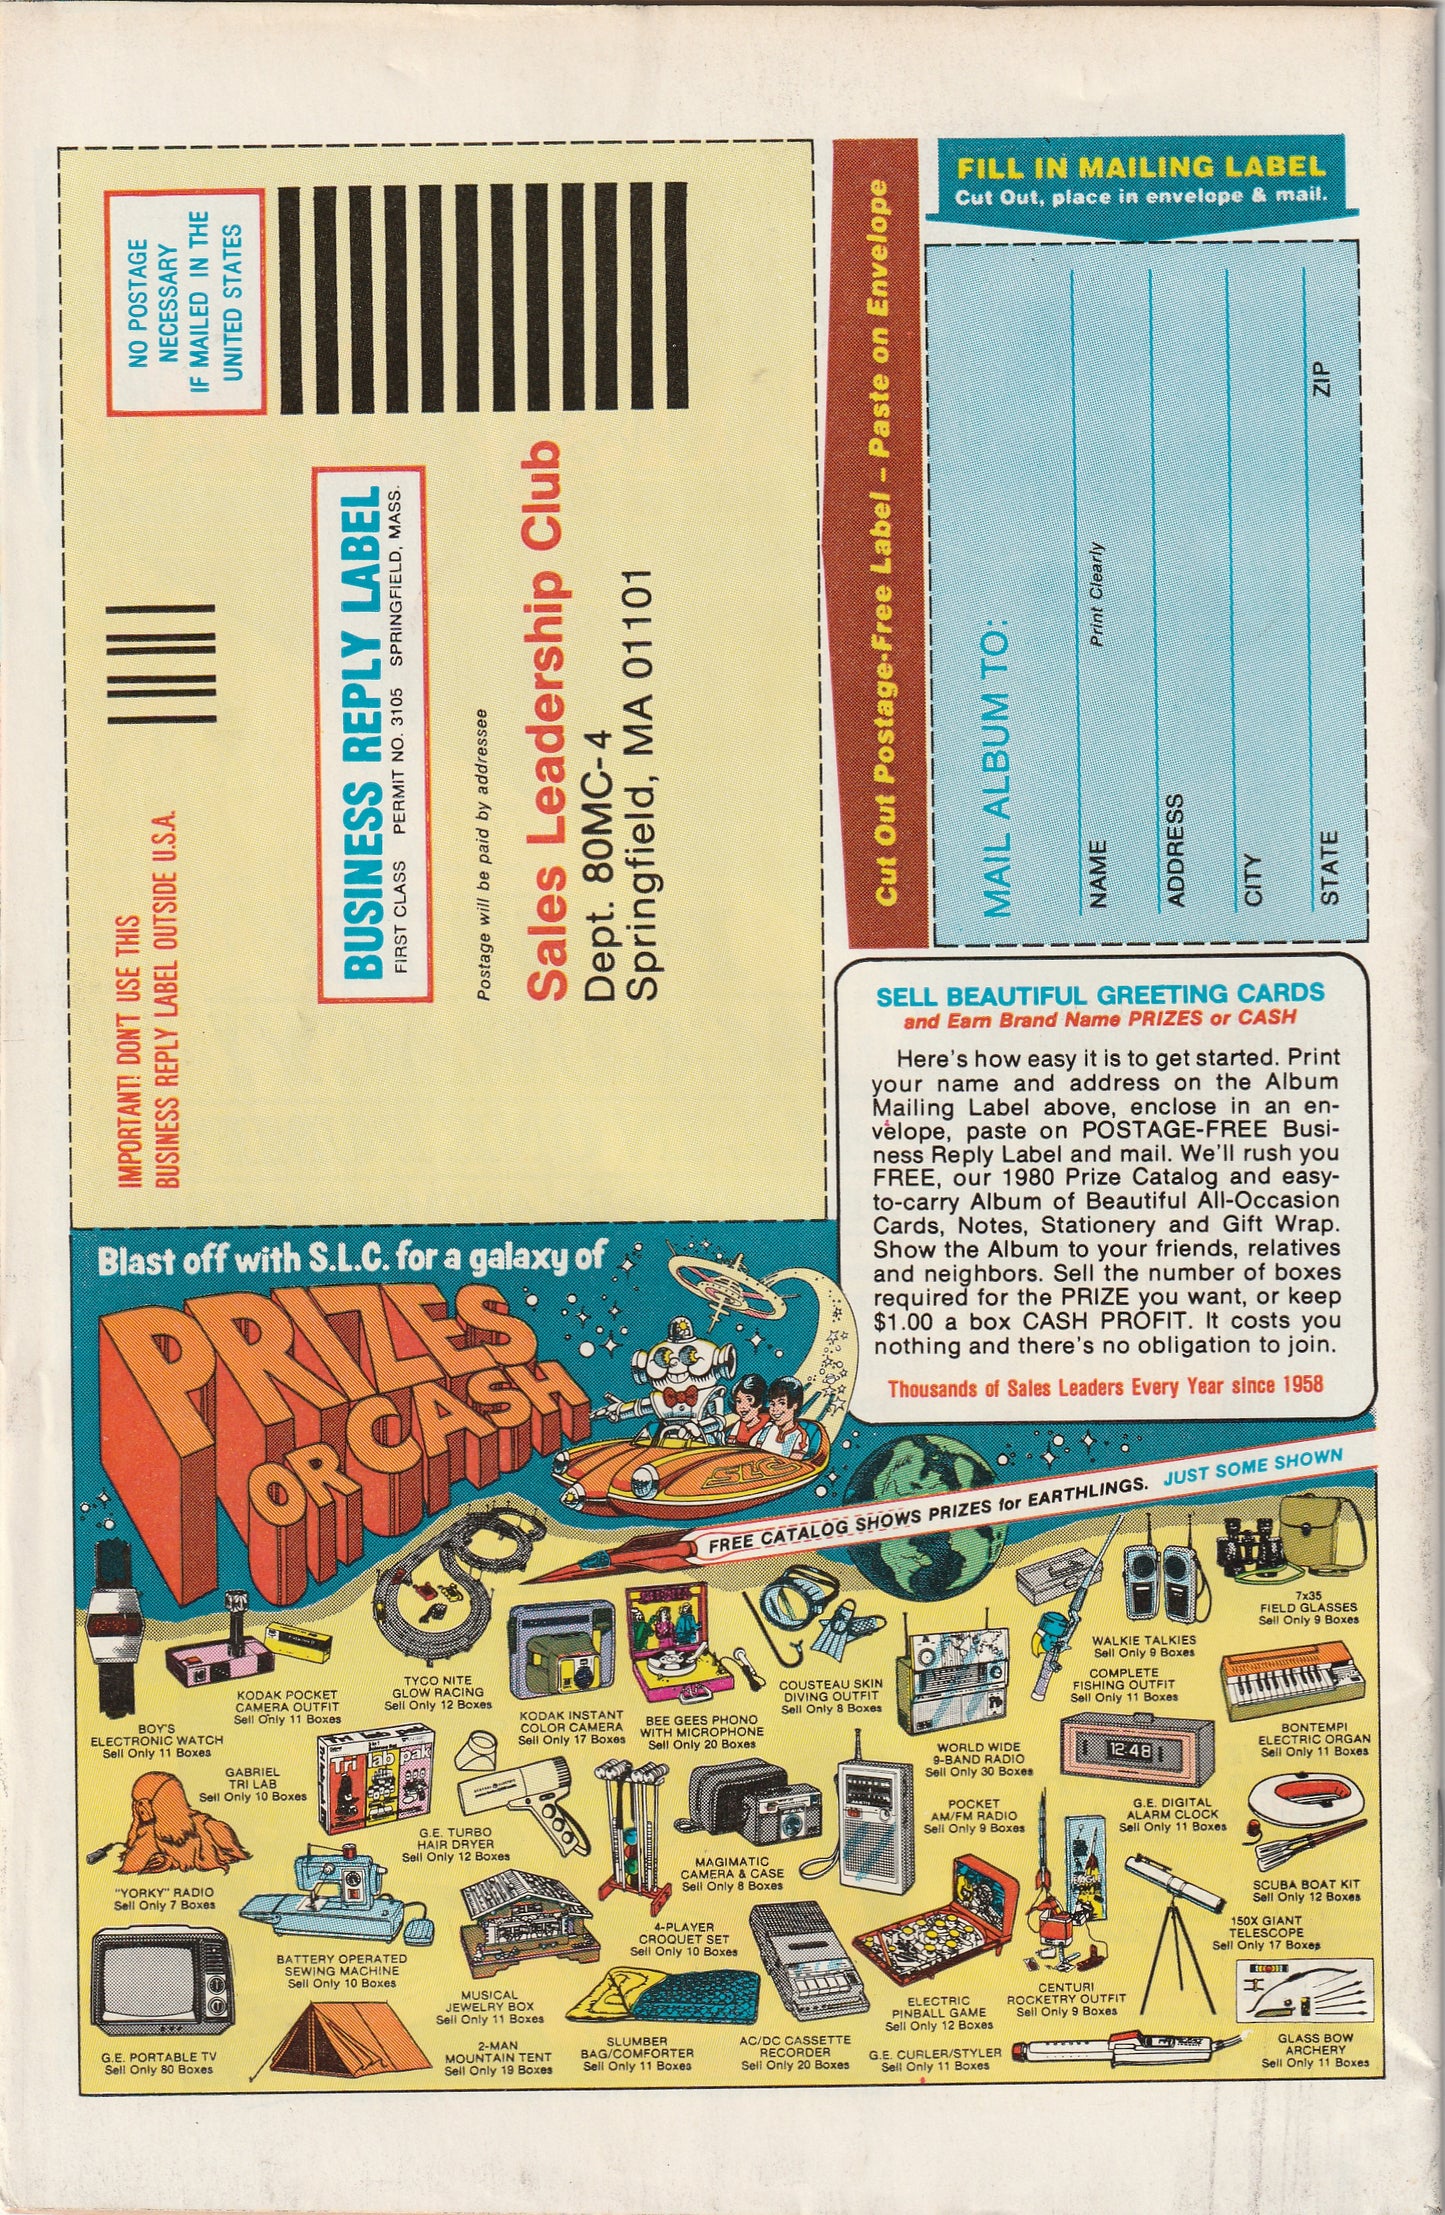 NO POSTAGE
NECESSARY
IF MAILED IN THE
UNITED STATES
IMPORTANT! DON'T USE THIS
BUSINESS REPLY LABEL OUTSIDE U.S.A.
BUSINESS REPLY LABEL
FIRST CLASS PERMIT NO. 3105 SPRINGFIELD, MASS.
Postage will be paid by addressee
Sales Leadership Club
Dept. 80MC-4
Springfield, MA 01101
Cut Out Postage-Free Label – Paste on Envelope
FILL IN MAILING LABEL
Cut Out, place in envelope & mail.
MAIL ALBUM TO:
NAME
Print Clearly
ADDRESS
CITY
STATE ZIP
SELL BEAUTIFUL GREETING CARDS
and Earn Brand Name PRIZES or CASH
Here's how easy it is to get started. Print
your name and address on the Album
Mailing Label above, enclose in an en-
velope, paste on POSTAGE-FREE Busi-
ness Reply Label and mail. We'll rush you
FREE, our 1980 Prize Catalog and easy-
to-carry Album of Beautiful All-Occasion
Cards, Notes, Stationery and Gift Wrap.
Show the Album to your friends, relatives
and neighbors. Sell the number of boxes
required for the PRIZE you want, or keep
$1.00 a box CASH PROFIT. It costs you
nothing and there's no obligation to join.
Thousands of Sales Leaders Every Year since 1958
Blast off with S.L.C. for a galaxy of
PRIZES
OR CASH
SLC
FREE CATALOG SHOWS PRIZES for EARTHLINGS. JUST SOME SHOWN
BOY'S
ELECTRONIC WATCH
Sell Only 11 Boxes
KODAK POCKET
CAMERA OUTFIT
Sell Only 11 Boxes
TYCO NITE
GLOW RACING
Sell Only 12 Boxes
KODAK INSTANT
COLOR CAMERA
Sell Only 17 Boxes
BEE GEES PHONO
WITH MICROPHONE
Sell Only 20 Boxes
COUSTEAU SKIN
DIVING OUTFIT
Sell Only 8 Boxes
WORLD WIDE
9-BAND RADIO
Sell Only 30 Boxes
WALKIE TALKIES
Sell Only 9 Boxes
COMPLETE
FISHING OUTFIT
Sell Only 11 Boxes
7x35
FIELD GLASSES
Sell Only 9 Boxes
BONTEMPI
ELECTRIC ORGAN
Sell Only 11 Boxes
GABRIEL
TRI LAB
Sell Only 10 Boxes
Tri lab pak
G.E. TURBO
HAIR DRYER
Sell Only 12 Boxes
MAGIMATIC
CAMERA & CASE
Sell Only 8 Boxes
POCKET
AM/FM RADIO
Sell Only 9 Boxes
12:48
G.E. DIGITAL
ALARM CLOCK
Sell Only 11 Boxes
SCUBA BOAT KIT
Sell Only 12 Boxes
"YORKY" RADIO
Sell Only 7 Boxes
BATTERY OPERATED
SEWING MACHINE
Sell Only 10 Boxes
MUSICAL
JEWELRY BOX
Sell Only 11 Boxes
4-PLAYER
CROQUET SET
Sell Only 10 Boxes
150X GIANT
TELESCOPE
Sell Only 17 Boxes
G.E. PORTABLE TV
Sell Only 80 Boxes
2-MAN
MOUNTAIN TENT
Sell Only 19 Boxes
SLUMBER
BAG/COMFORTER
Sell Only 11 Boxes
AC/DC CASSETTE
RECORDER
Sell Only 20 Boxes
ELECTRIC
PINBALL GAME
Sell Only 12 Boxes
CENTURI
ROCKETRY OUTFIT
Sell Only 9 Boxes
G.E. CURLER/STYLER
Sell Only 11 Boxes
GLASS BOW
ARCHERY
Sell Only 11 Boxes